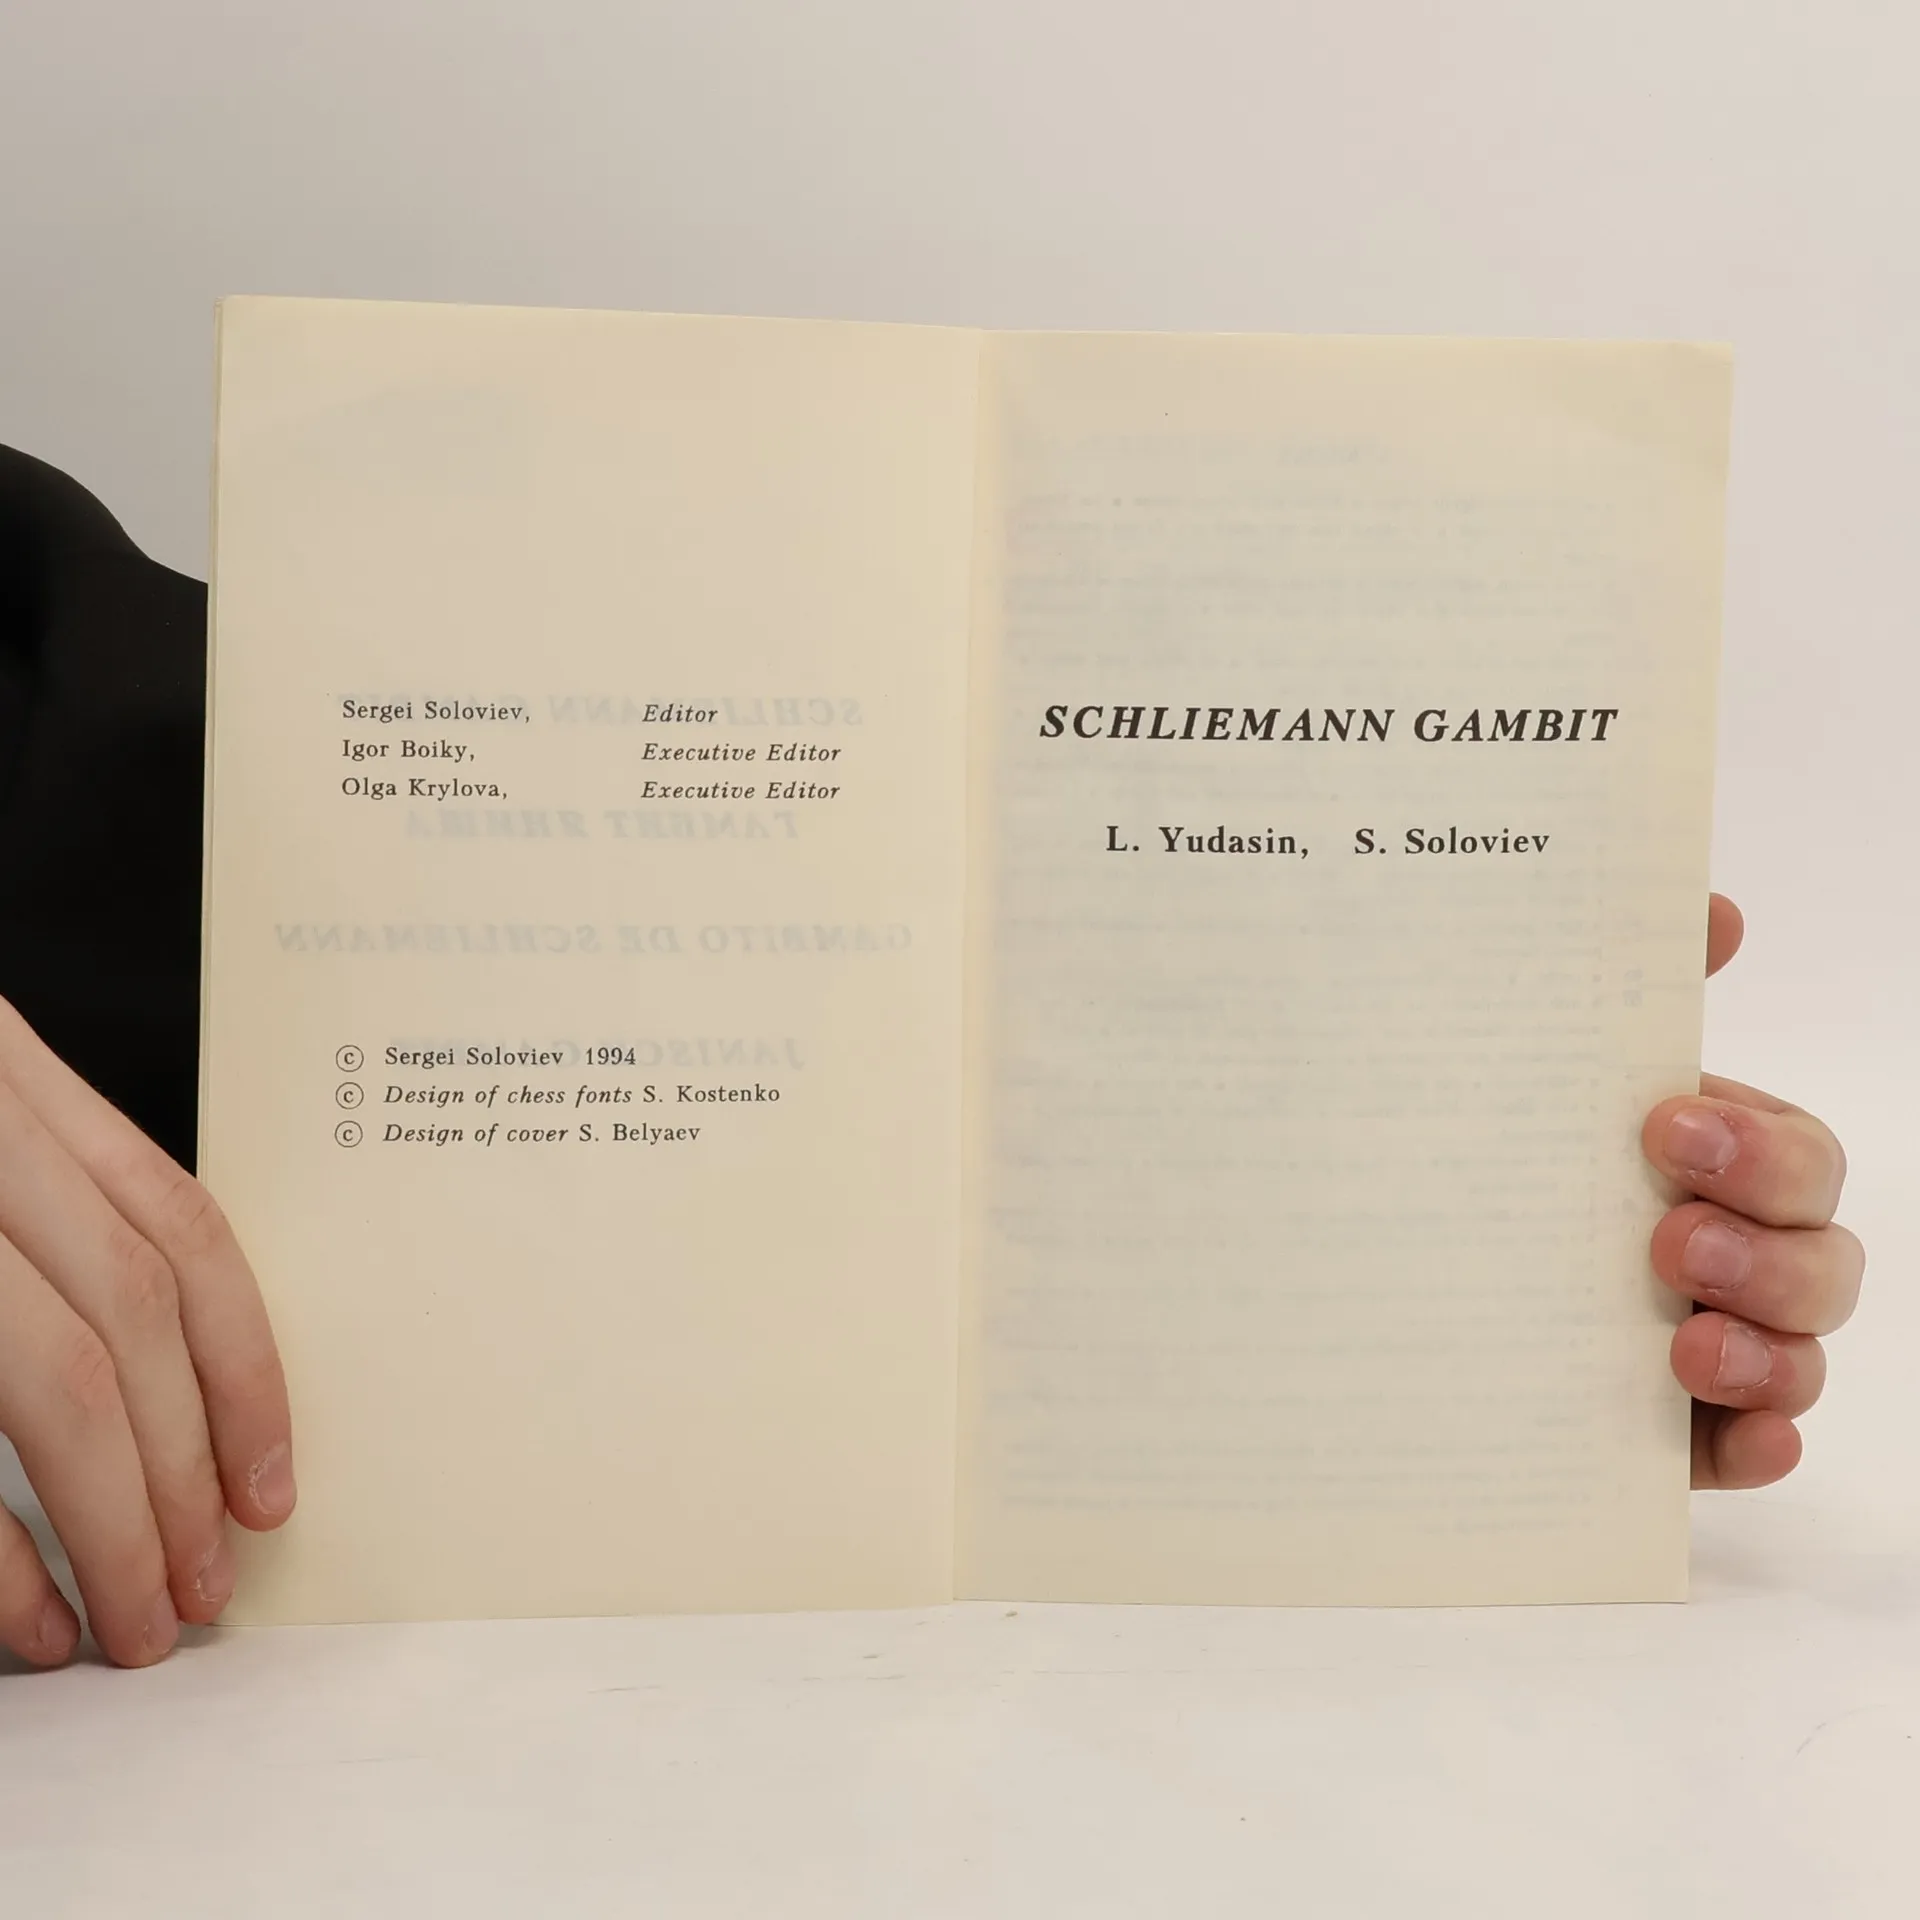 Sergei Soloviev, Editor
Igor Boiky, Executive Editor
Olga Krylova, Executive Editor
© Sergei Soloviev 1994
© Design of chess fonts S. Kostenko
© Design of cover S. Belyaev
SCHLIEMANN GAMBIT
L. Yudasin, S. Soloviev